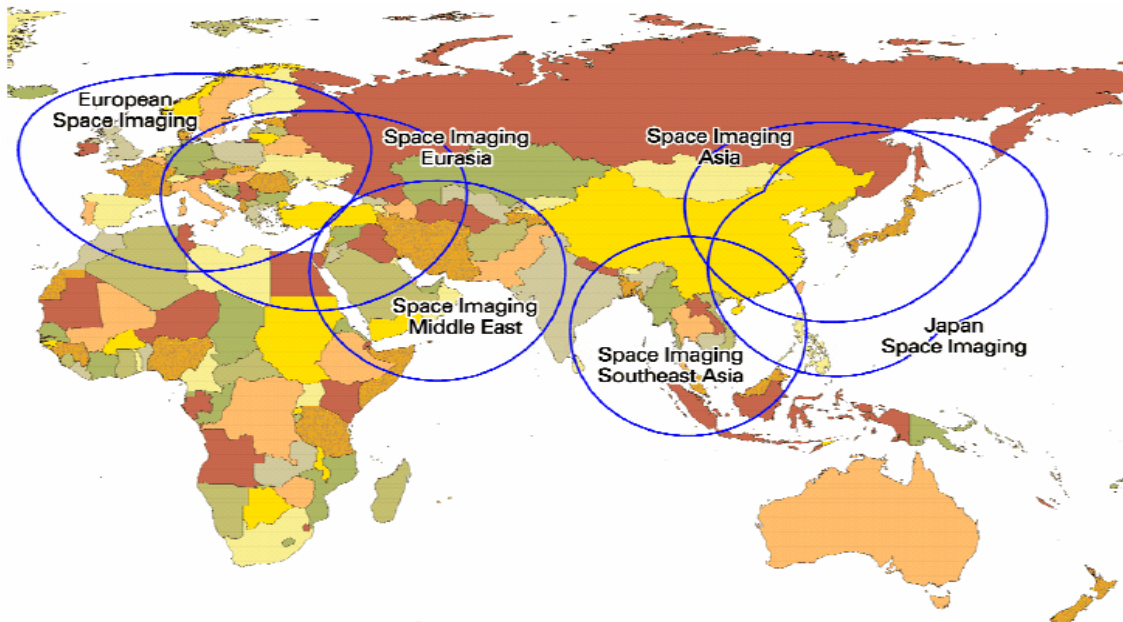 European
Space Imaging
Space Imaging
Eurasia
Space Imaging
Asia
Space Imaging
Middle East
Space Imaging
Southeast Asia
Japan
Space Imaging